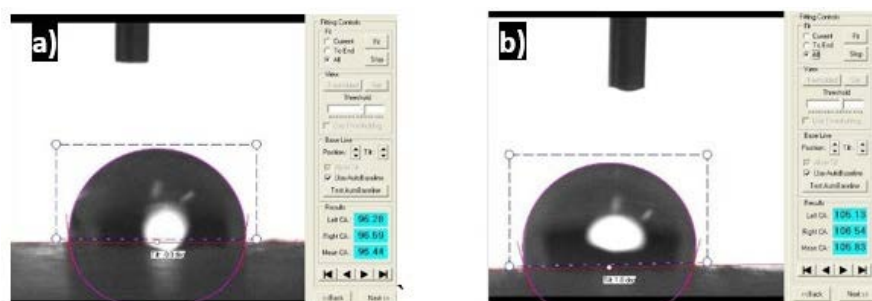 a)
Fitting Controls
Fit
Current
Fit
To End
All
Stop
View
Threshold
Base Line
Position:
Tilt:
Use AutoBaseline
Test AutoBaseline
Results
Left CA:
96.28
Right CA:
96.59
Mean CA:
96.44
<<Back
Next >>
b)
Fitting Controls
Fit
Current
Fit
To End
All
Stop
View
Threshold
Base Line
Position:
Tilt:
Use AutoBaseline
Test AutoBaseline
Results
Left CA:
105.13
Right CA:
106.54
Mean CA:
105.83
<<Back
Next >>